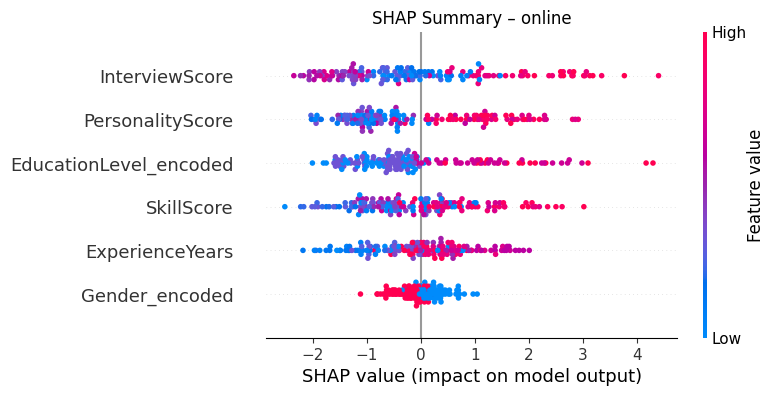 SHAP Summary – online
High
InterviewScore
PersonalityScore
EducationLevel_encoded
SkillScore
ExperienceYears
Gender_encoded
Feature value
Low
−2 −1 0 1 2 3 4
SHAP value (impact on model output)